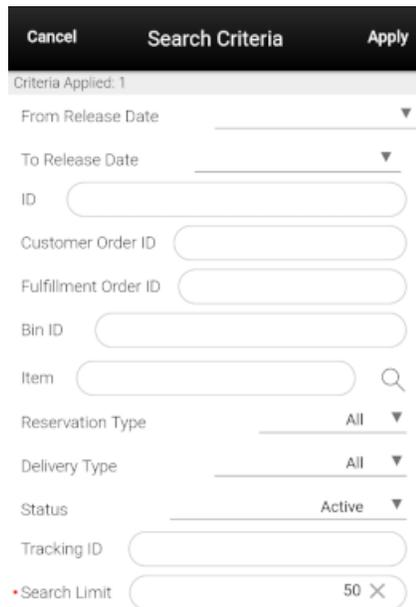 Cancel Search Criteria Apply
Criteria Applied: 1
From Release Date
To Release Date
ID
Customer Order ID
Fulfillment Order ID
Bin ID
Item
Reservation Type All
Delivery Type All
Status Active
Tracking ID
•Search Limit 50